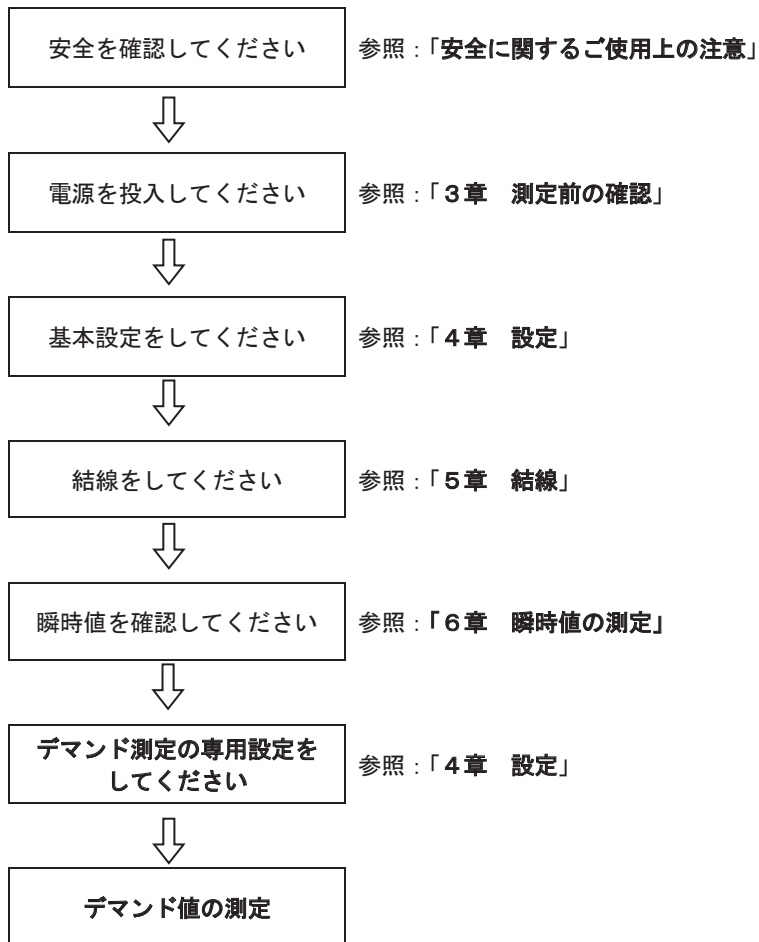 安全を確認してください 参照:「安全に関するご使用上の注意」
電源を投入してください 参照:「3章 測定前の確認」
基本設定をしてください 参照:「4章 設定」
結線をしてください 参照:「5章 結線」
瞬時値を確認してください 参照:「6章 瞬時値の測定」
デマンド測定の専用設定を
してください 参照:「4章 設定」
デマンド値の測定